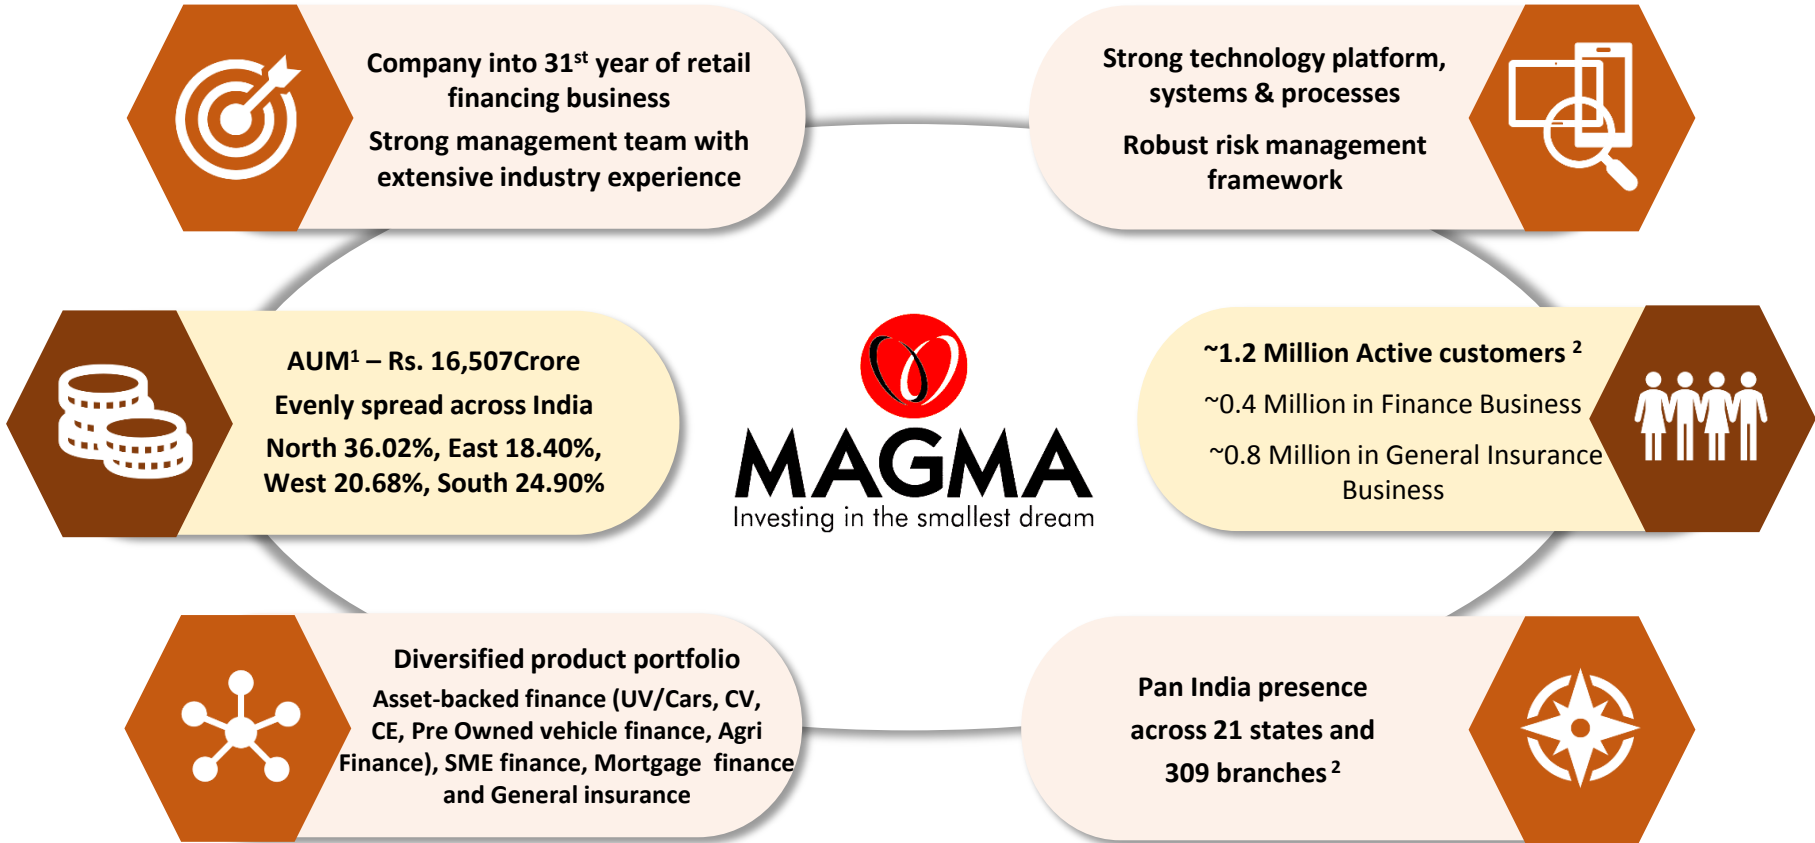 Company into 31st year of retail
financing business
Strong management team with
extensive industry experience
Strong technology platform,
systems & processes
Robust risk management
framework
AUM1 – Rs. 16,507Crore
Evenly spread across India
North 36.02%, East 18.40%,
West 20.68%, South 24.90%
MAGMA
Investing in the smallest dream
~1.2 Million Active customers 2
~0.4 Million in Finance Business
~0.8 Million in General Insurance
Business
Diversified product portfolio
Asset-backed finance (UV/Cars, CV,
CE, Pre Owned vehicle finance, Agri
Finance), SME finance, Mortgage finance
and General insurance
Pan India presence
across 21 states and
309 branches 2